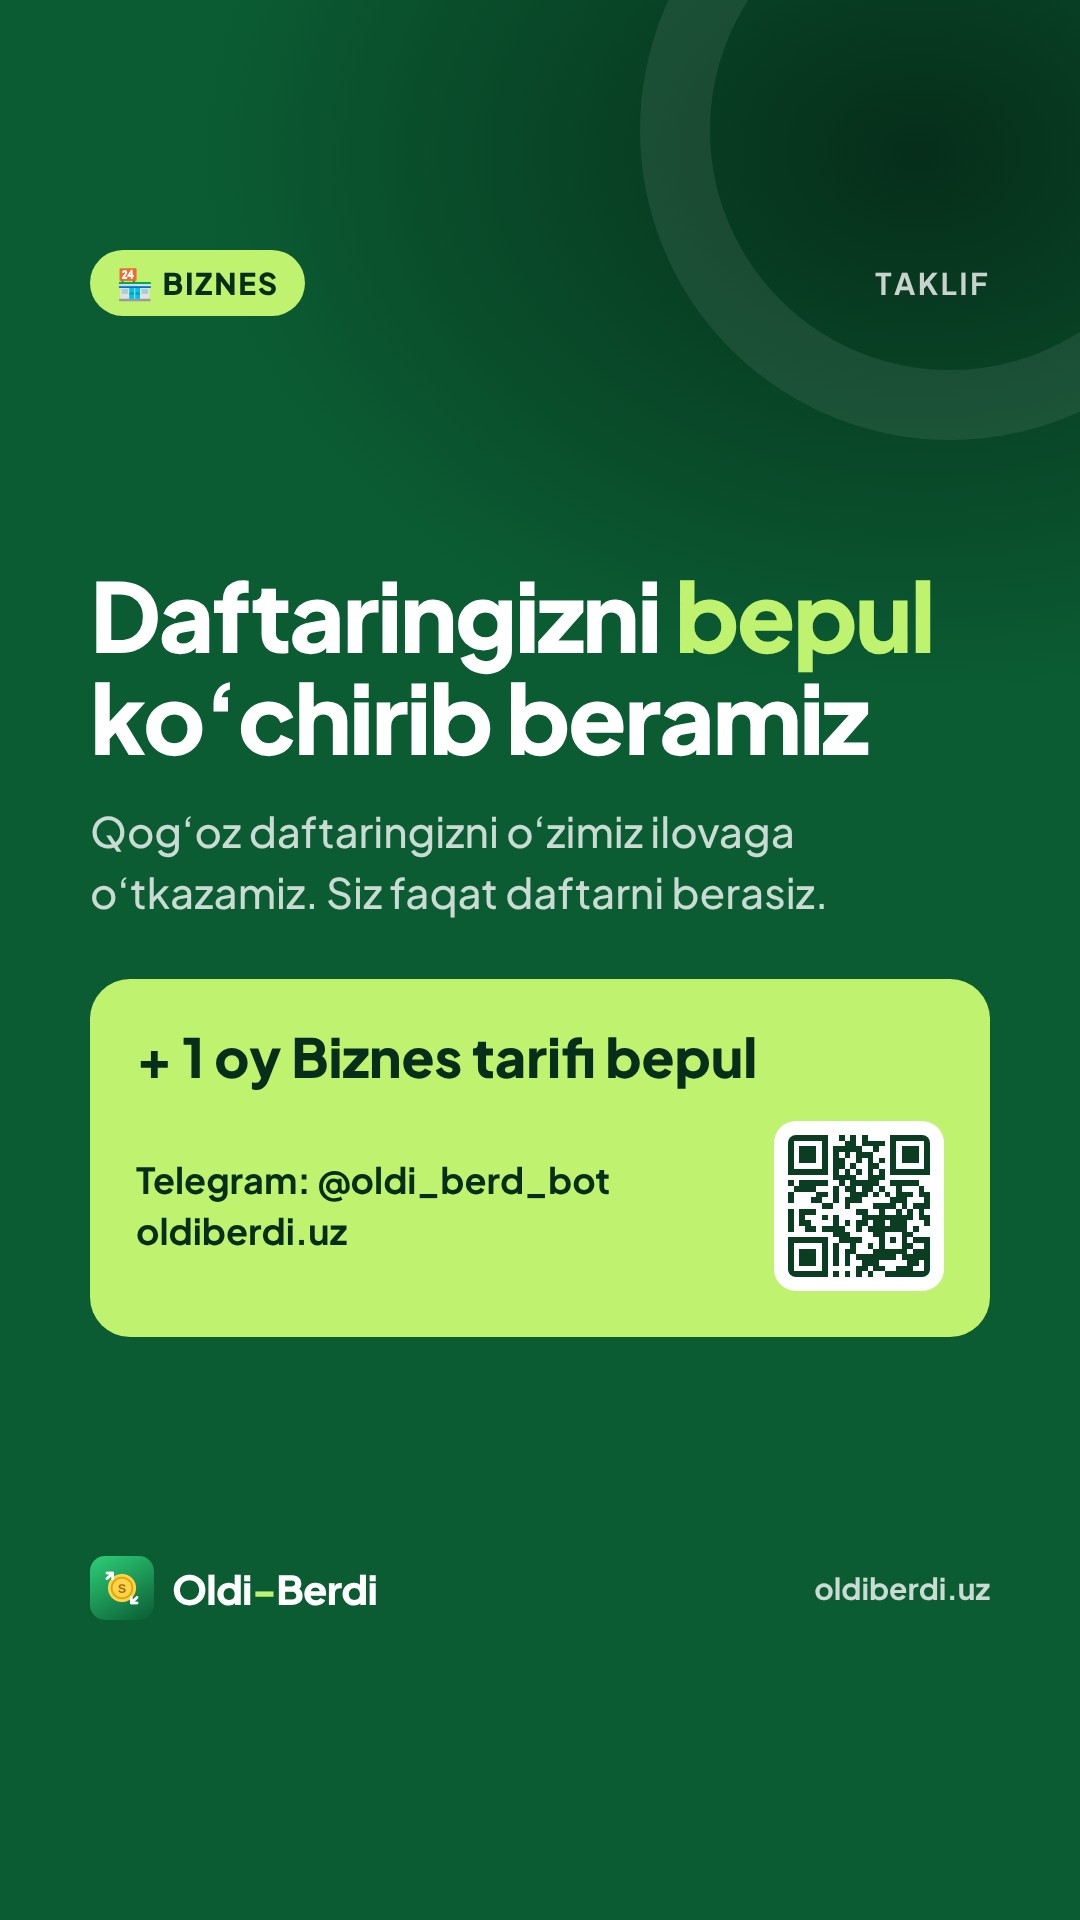 🏪 BIZNES
TAKLIF
Daftaringizni bepul
ko‘chirib beramiz
Qog‘oz daftaringizni o‘zimiz ilovaga
o‘tkazamiz. Siz faqat daftarni berasiz.
+ 1 oy Biznes tarifi bepul
Telegram: @oldi_berd_bot
oldiberdi.uz
Oldi-Berdi
oldiberdi.uz